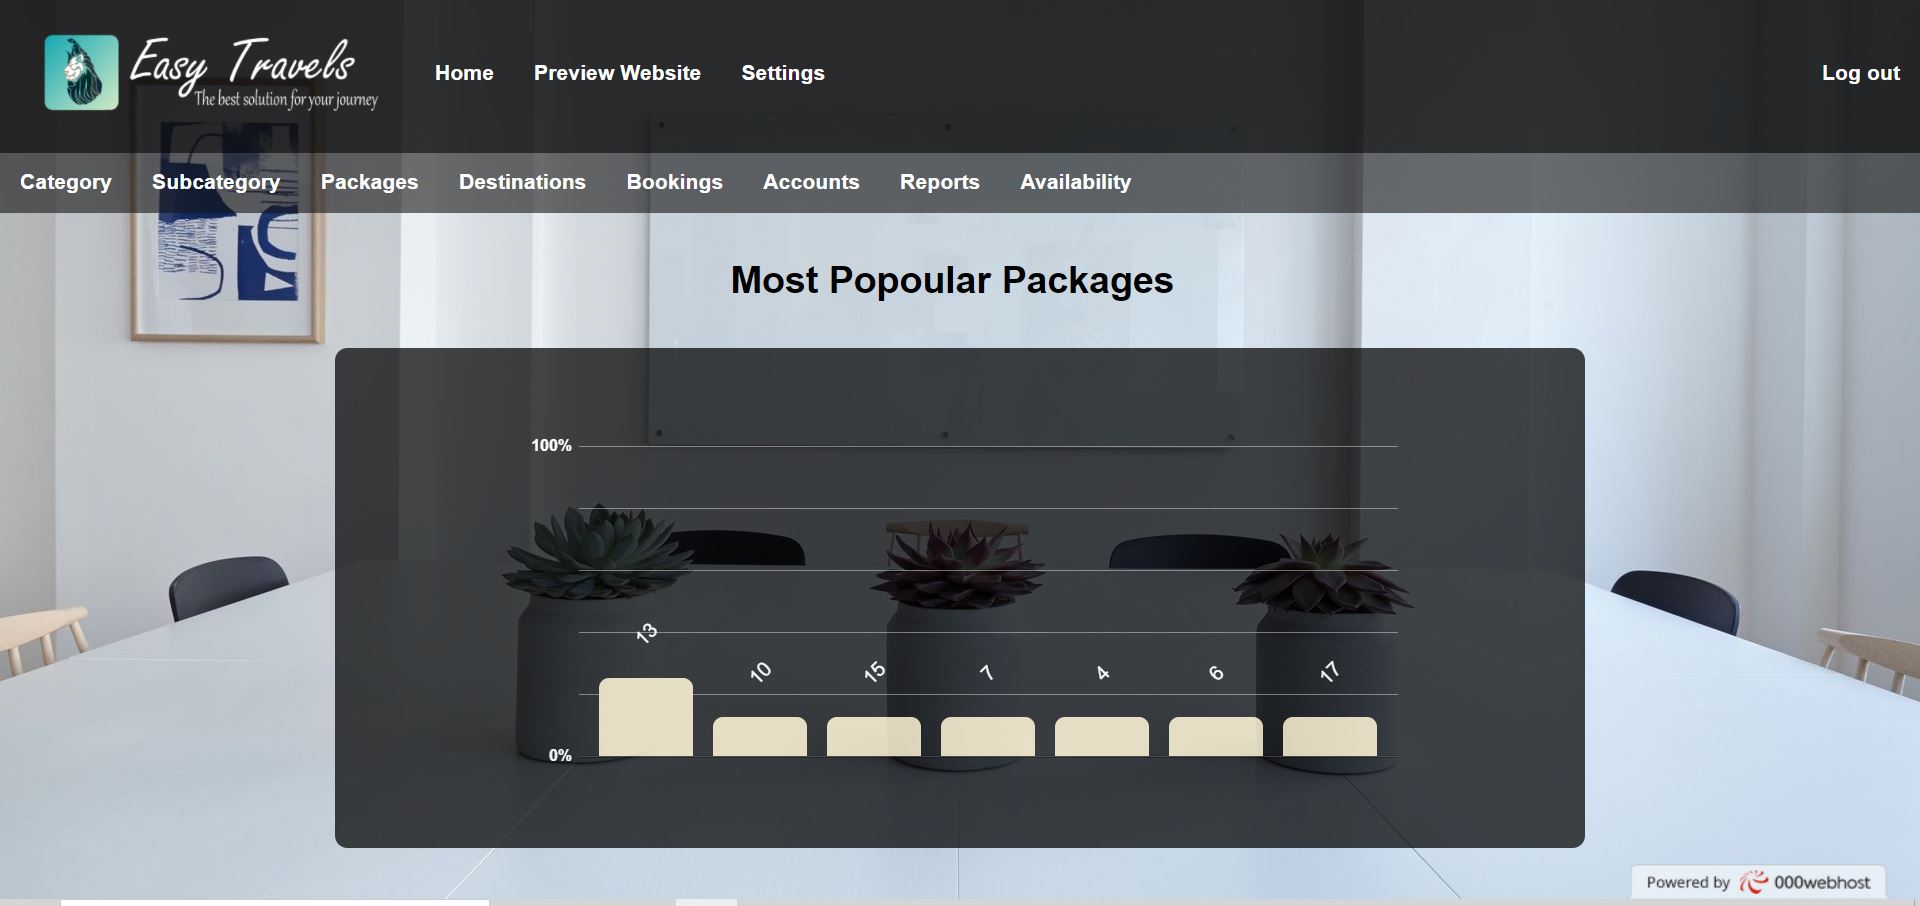 Easy Travels
The best solution for your journey
Home Preview Website Settings Log out
Category Subcategory Packages Destinations Bookings Accounts Reports Availability
Most Popoular Packages
100%
13
10 15 7 4 6 17
0%
Powered by 000webhost